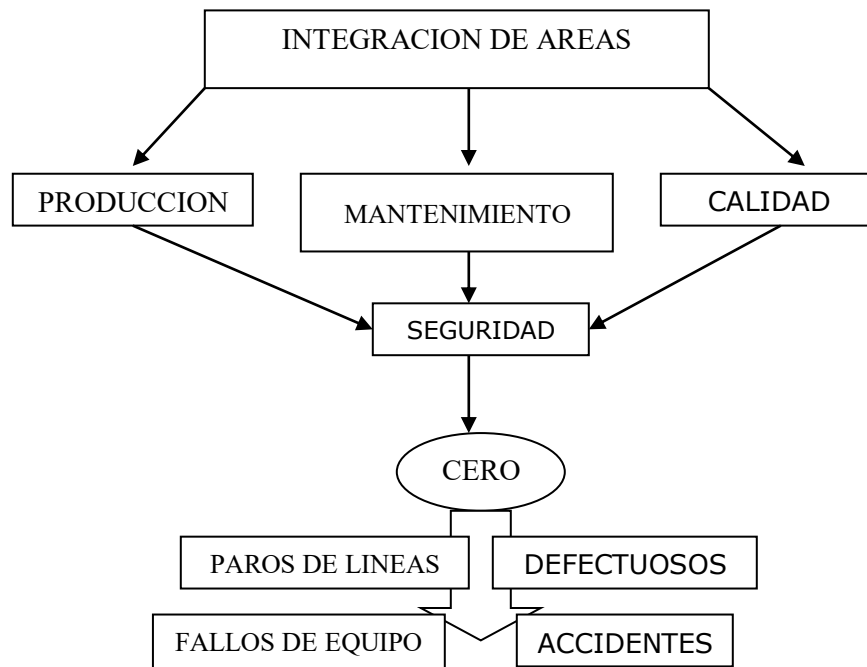 INTEGRACION DE AREAS
PRODUCCION
MANTENIMIENTO
CALIDAD
SEGURIDAD
CERO
PAROS DE LINEAS
DEFECTUOSOS
FALLOS DE EQUIPO
ACCIDENTES